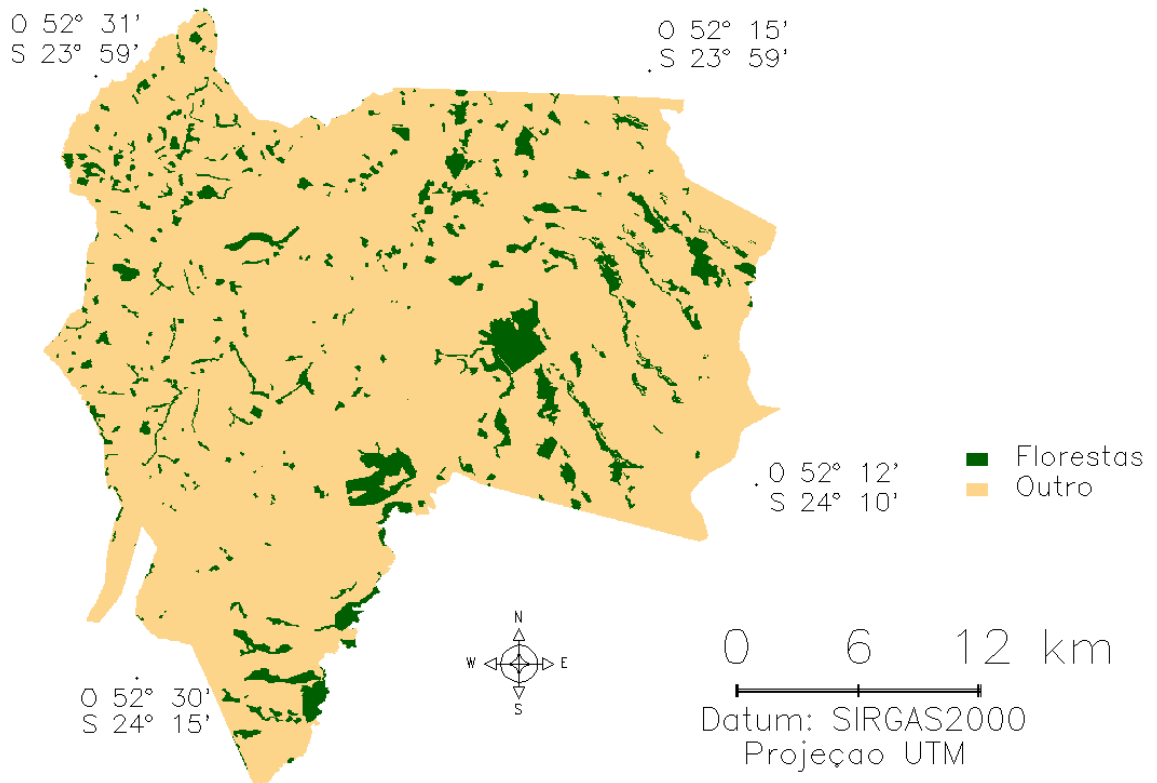 O 52° 31'
S 23° 59'
O 52° 15'
S 23° 59'
Florestas
Outro
O 52° 12'
S 24° 10'
N
W
E
S
0 6 12 km
O 52° 30'
S 24° 15'
Datum: SIRGAS2000
Projeçao UTM